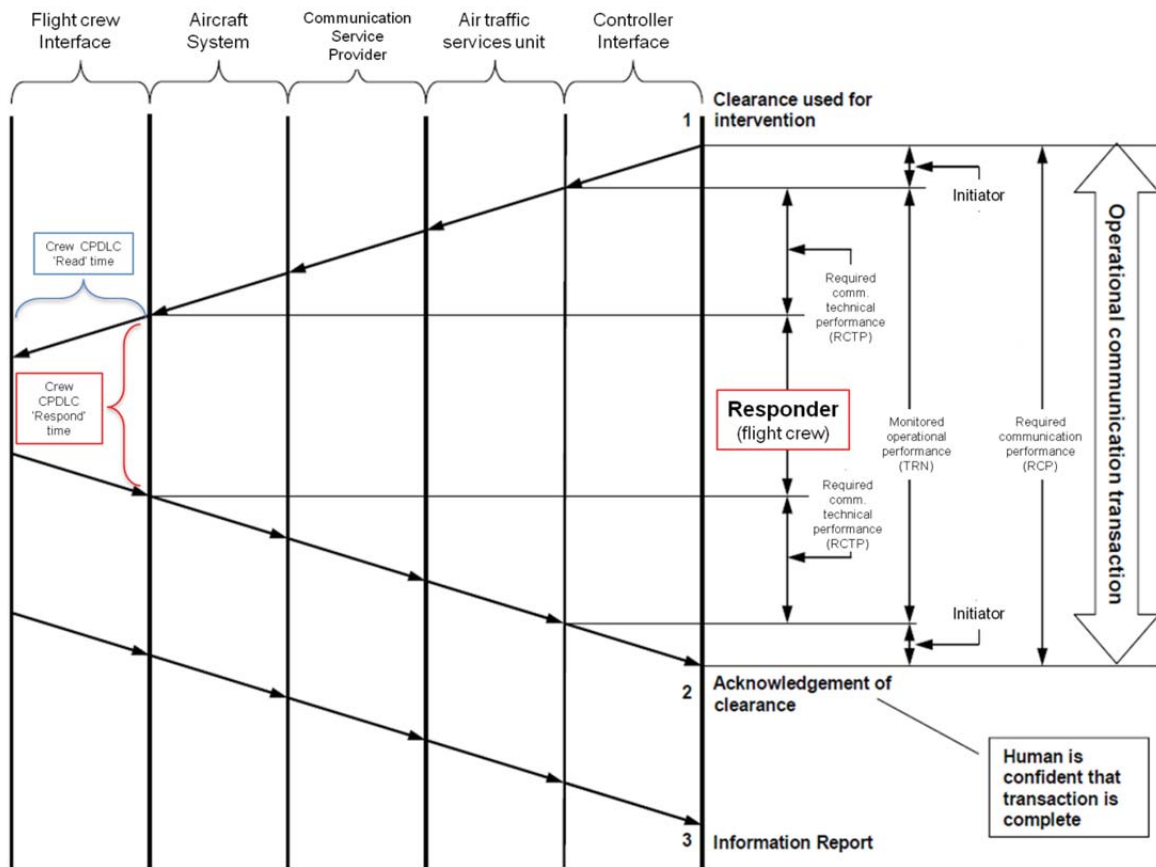 Flight crew
Interface
Aircraft
System
Communication
Service
Provider
Air traffic
services unit
Controller
Interface
1
Clearance used for
intervention
Initiator
Crew CPDLC
'Read' time
Required
comm.
technical
performance
(RCTP)
Crew
CPDLC
'Respond'
time
Responder
(flight crew)
Monitored
operational
performance
(TRN)
Required
communication
performance
(RCP)
Operational communication transaction
Required
comm.
technical
performance
(RCTP)
Initiator
2
Acknowledgement of
clearance
Human is
confident that
transaction is
complete
3
Information Report